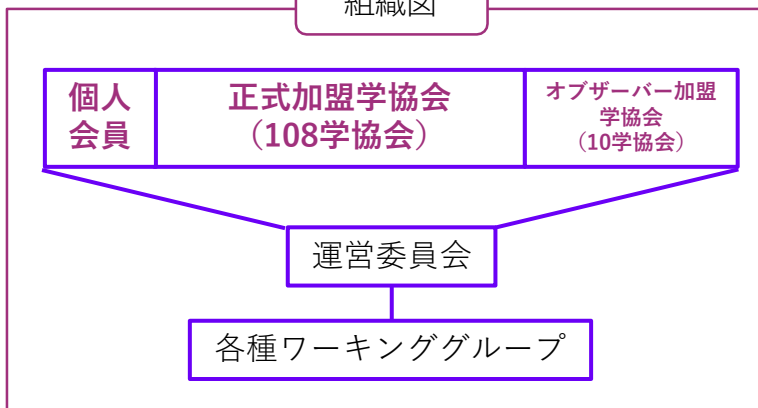 組織図
個人
会員
正式加盟学協会
（108学協会）
オブザーバー加盟
学協会
（10学協会）
運営委員会
各種ワーキンググループ